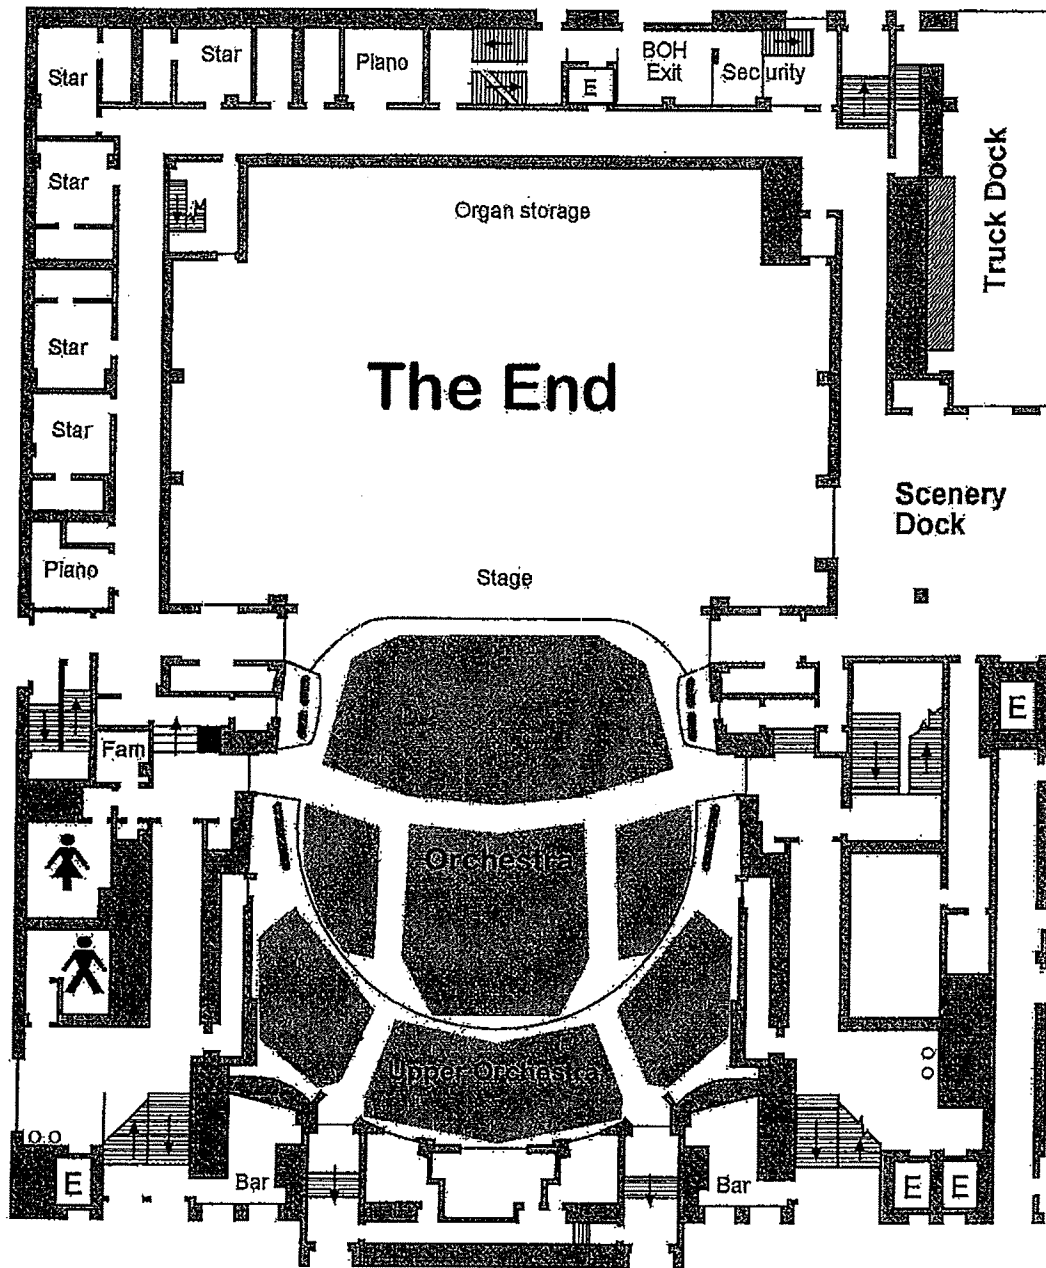 Star
Piano
BOH
Exit
Security
E
Star
Star
Organ storage
Truck Dock
Star
The End
Star
Scenery
Dock
Piano
Stage
E
Fam
Orchestra
Upper Orchestra
E
Bar
Bar
E
E